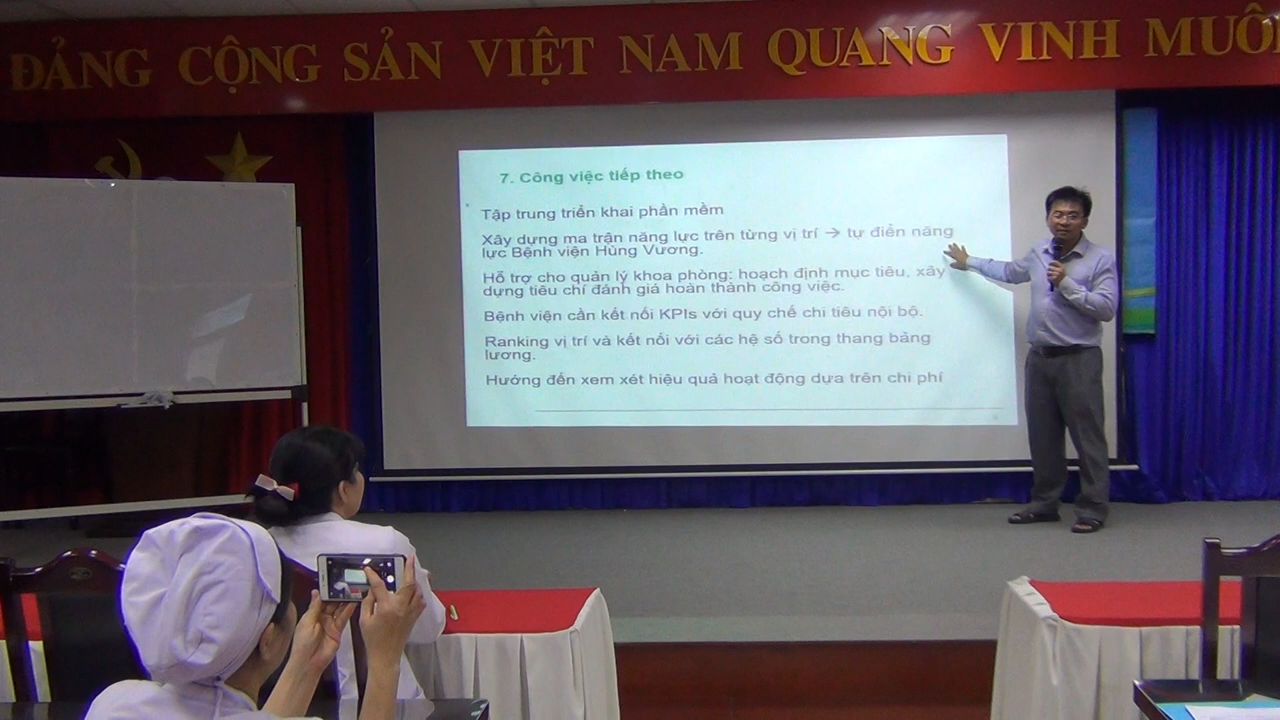 ĐẢNG CỘNG SẢN VIỆT NAM QUANG VINH MUÔ
7. Công việc tiếp theo
Tập trung triển khai phần mềm
Xây dựng ma trận năng lực trên từng vị trí → tự điển năng
lực Bệnh viện Hùng Vương.
Hỗ trợ cho quản lý khoa phòng: hoạch định mục tiêu, xây
dựng tiêu chí đánh giá hoàn thành công việc.
Bệnh viện cần kết nối KPIs với quy chế chi tiêu nội bộ.
Ranking vị trí và kết nối với các hệ số trong thang bảng
lương.
Hướng đến xem xét hiệu quả hoạt động dựa trên chi phí